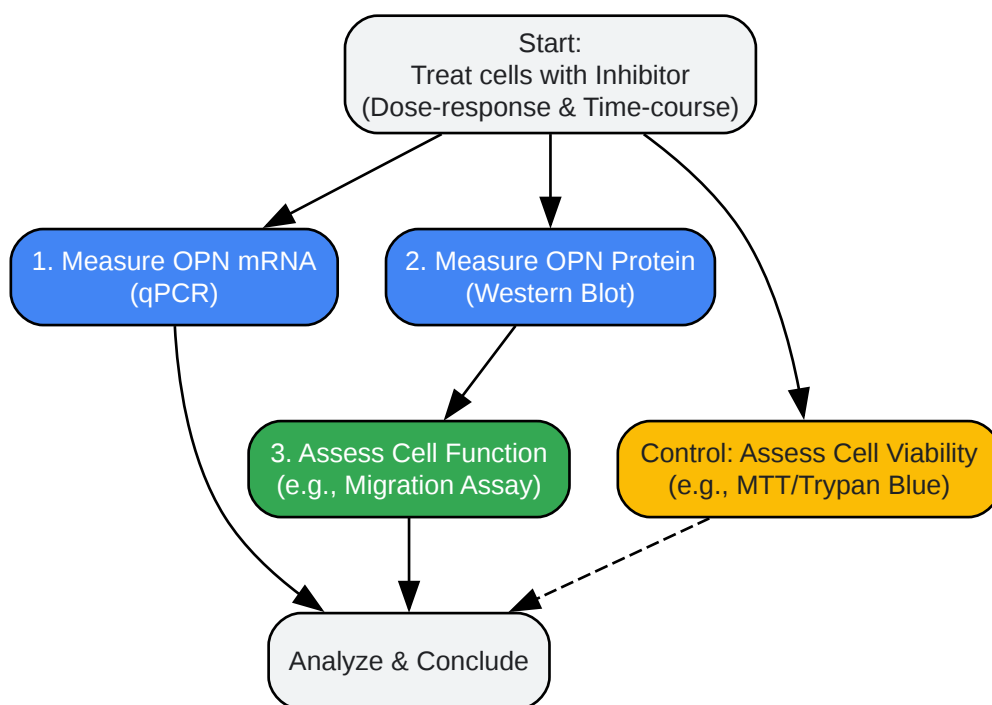 Start:
Treat cells with Inhibitor
(Dose-response & Time-course)
1. Measure OPN mRNA
(qPCR)
2. Measure OPN Protein
(Western Blot)
3. Assess Cell Function
(e.g., Migration Assay)
Control: Assess Cell Viability
(e.g., MTT/Trypan Blue)
Analyze & Conclude